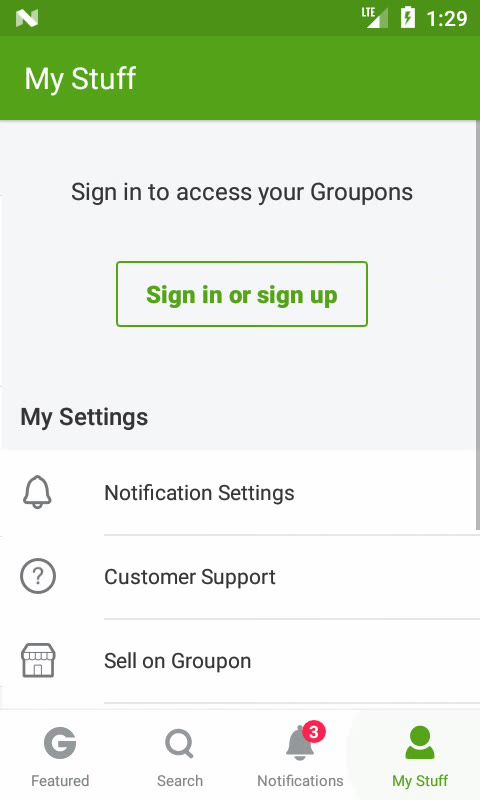 LTE 1:29
My Stuff
Sign in to access your Groupons
Sign in or sign up
My Settings
Notification Settings
? Customer Support
Sell on Groupon
G 3
Featured Search Notifications My Stuff